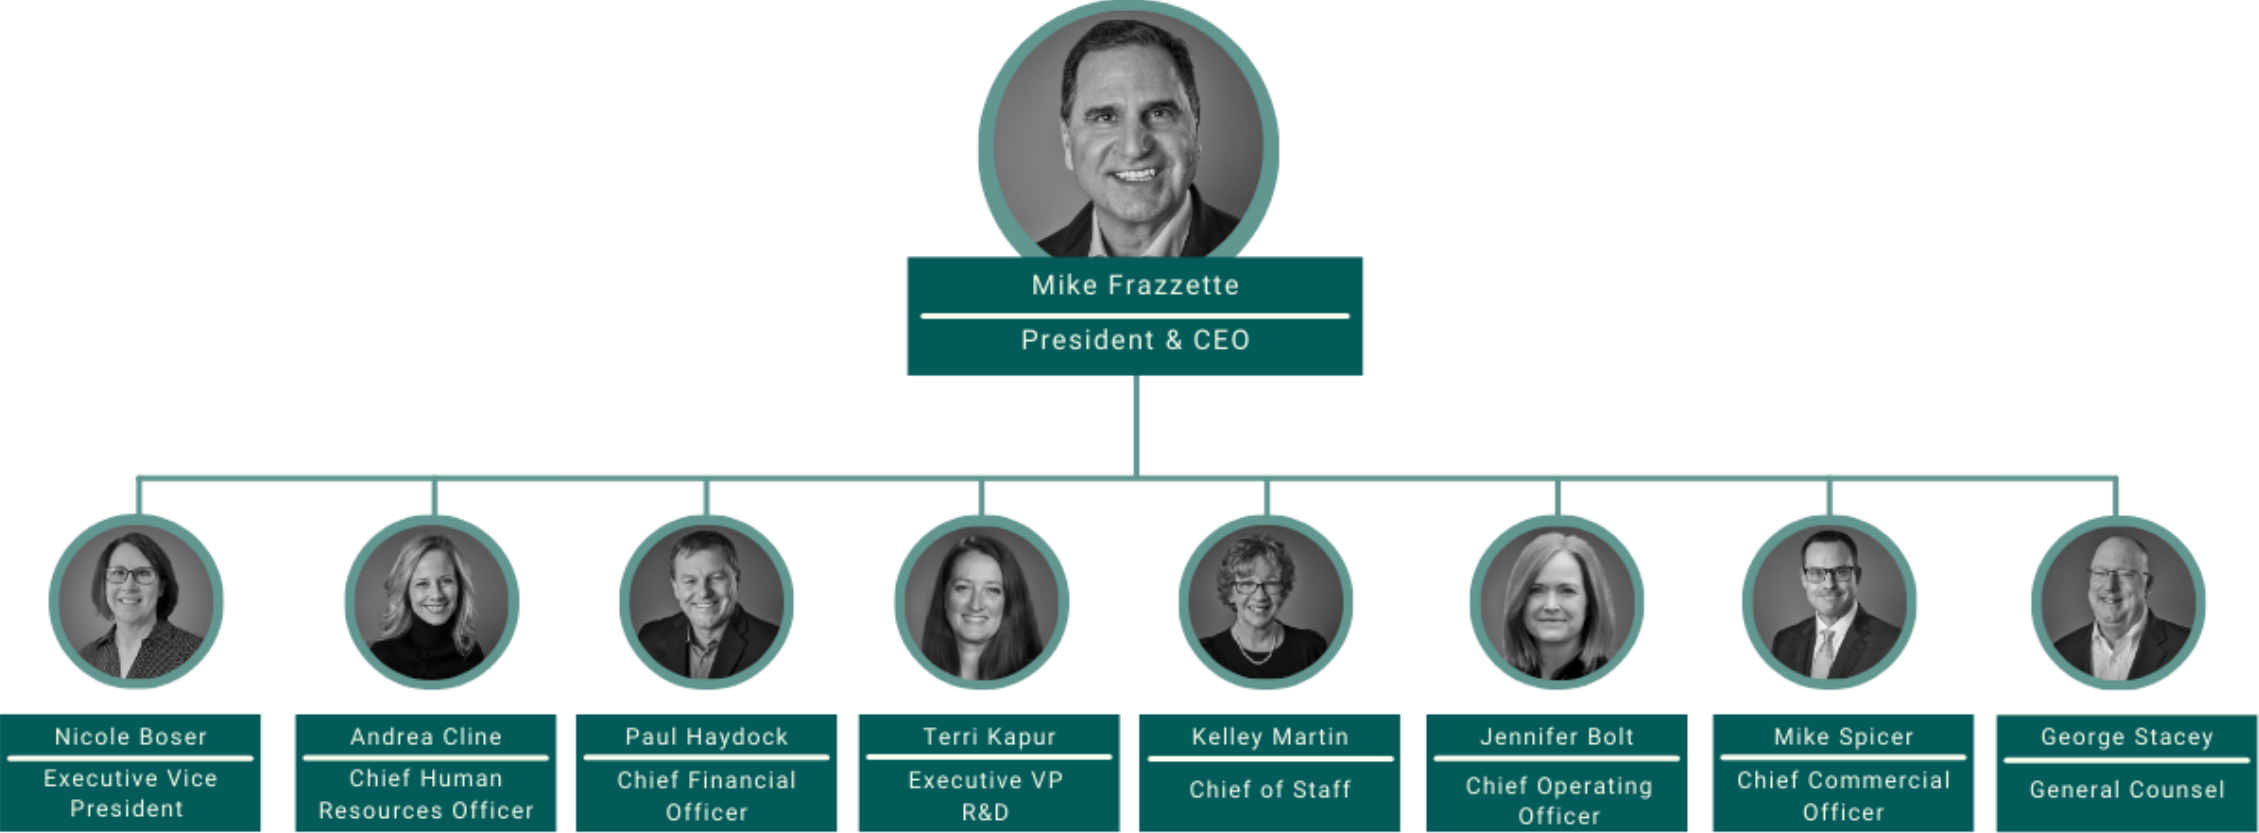 Mike Frazzette
President & CEO
Nicole Boser
Executive Vice
President
Andrea Cline
Chief Human
Resources Officer
Paul Haydock
Chief Financial
Officer
Terri Kapur
Executive VP
R&D
Kelley Martin
Chief of Staff
Jennifer Bolt
Chief Operating
Officer
Mike Spicer
Chief Commercial
Officer
George Stacey
General Counsel